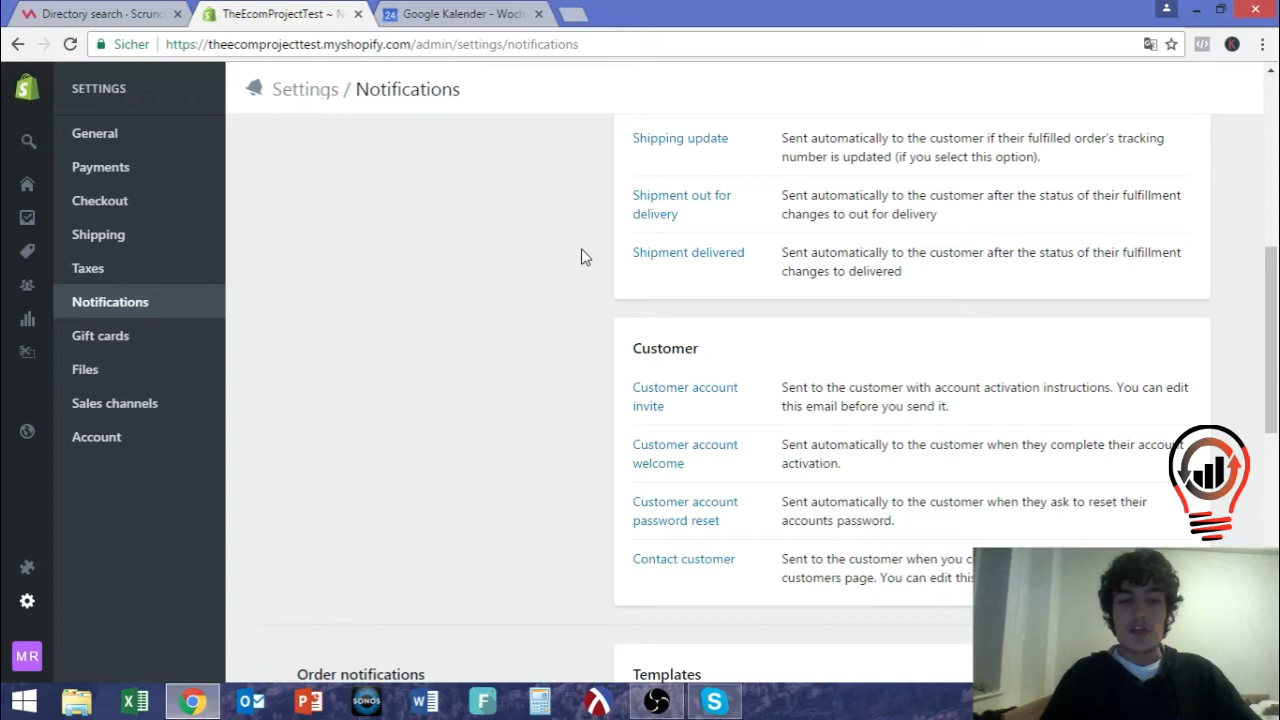 Directory search - Scrunc
TheEcomProjectTest ~ N
24 Google Kalender - Woch
Sicher https://theecomprojecttest.myshopify.com/admin/settings/notifications
SETTINGS
Settings / Notifications
General
Payments
Checkout
Shipping
Taxes
Notifications
Gift cards
Files
Sales channels
Account
MR
Shipping update
Sent automatically to the customer if their fulfilled order's tracking
number is updated (if you select this option).
Shipment out for
delivery
Sent automatically to the customer after the status of their fulfillment
changes to out for delivery
Shipment delivered
Sent automatically to the customer after the status of their fulfillment
changes to delivered
Customer
Customer account
invite
Sent to the customer with account activation instructions. You can edit
this email before you send it.
Customer account
welcome
Sent automatically to the customer when they complete their account
activation.
Customer account
password reset
Sent automatically to the customer when they ask to reset their
accounts password.
Contact customer
Sent to the customer when you c
customers page. You can edit this
Order notifications
Templates
SONOS